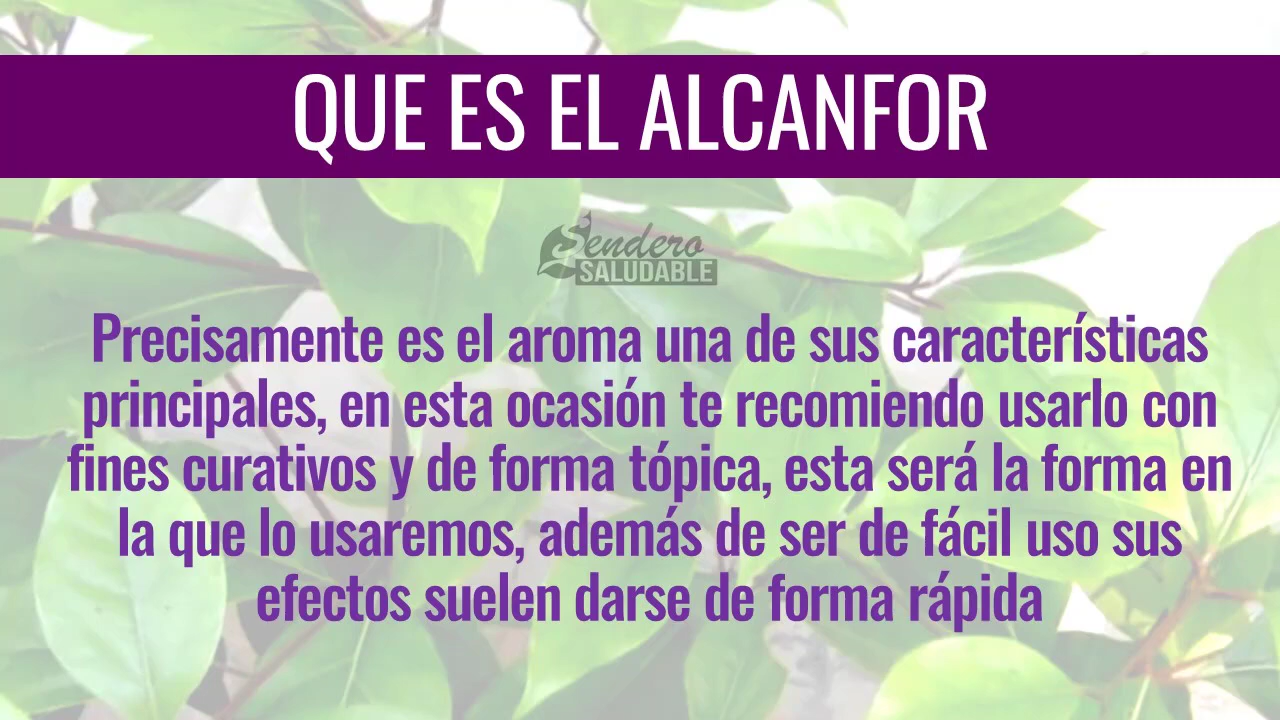 QUE ES EL ALCANFOR
Sendero
SALUDABLE
Precisamente es el aroma una de sus características
principales, en esta ocasión te recomiendo usarlo con
fines curativos y de forma tópica, esta será la forma en
la que lo usaremos, además de ser de fácil uso sus
efectos suelen darse de forma rápida